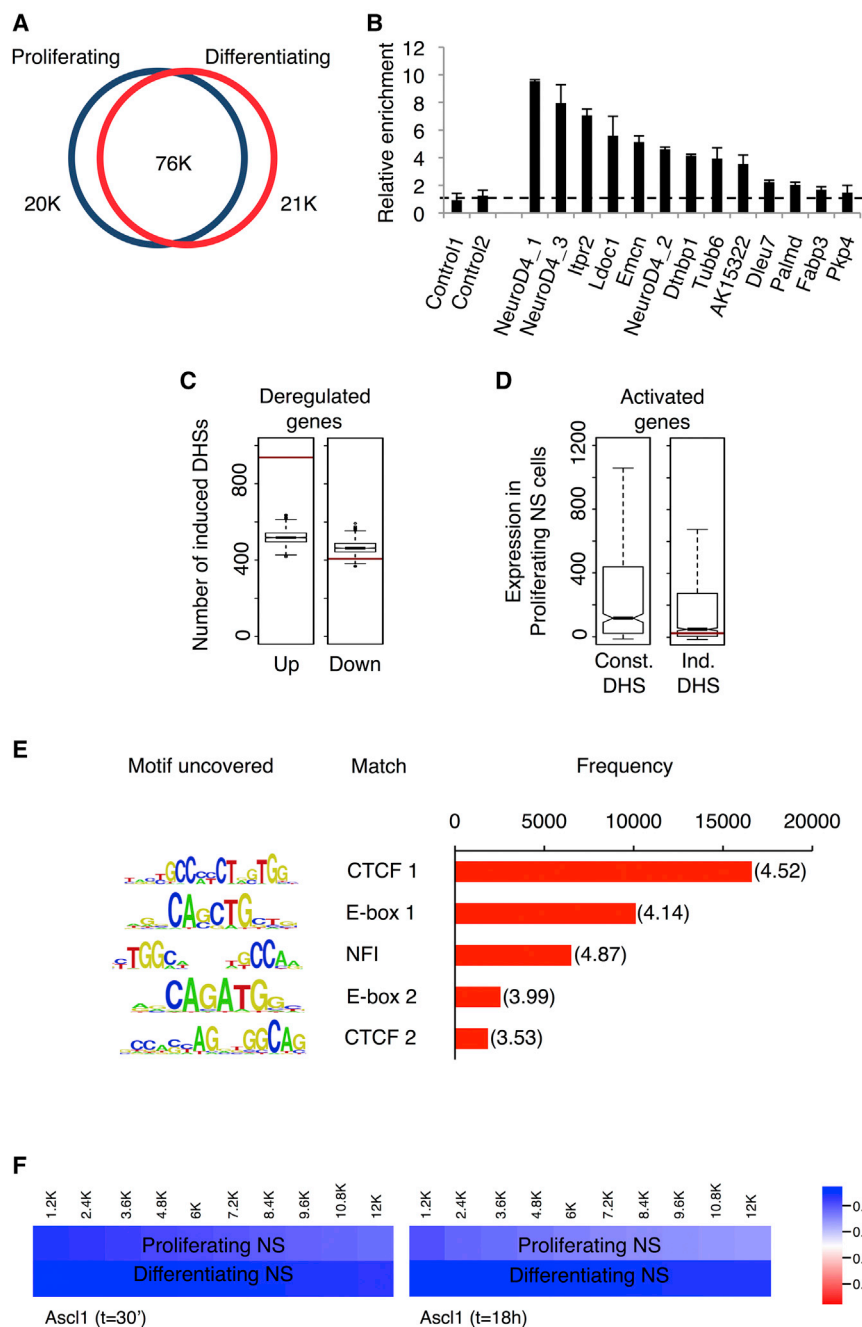 A
Proliferating
Differentiating
76K
20K
21K
B
Relative enrichment
12
10
8
6
4
2
0
Control1
Control2
NeuroD4_1
NeuroD4_3
Itpr2
Ldoc1
Emcn
NeuroD4_2
Dtnbp1
Tubb6
AK15322
Dleu7
Palmd
Fabp3
Pkp4
C
Deregulated
genes
Number of induced DHSs
800
400
0
Up
Down
D
Activated
genes
Expression in
Proliferating NS cells
1200
400
0
Const.
DHS
Ind.
DHS
E
Motif uncovered
Match
Frequency
0 5000 10000 15000 20000
CTCF 1
(4.52)
E-box 1
(4.14)
NFI
(4.87)
E-box 2
(3.99)
CTCF 2
(3.53)
F
1.2K 2.4K 3.6K 4.8K 6K 7.2K 8.4K 9.6K 10.8K 12K
Proliferating NS
Differentiating NS
Ascl1 (t=30')
1.2K 2.4K 3.6K 4.8K 6K 7.2K 8.4K 9.6K 10.8K 12K
Proliferating NS
Differentiating NS
Ascl1 (t=18h)